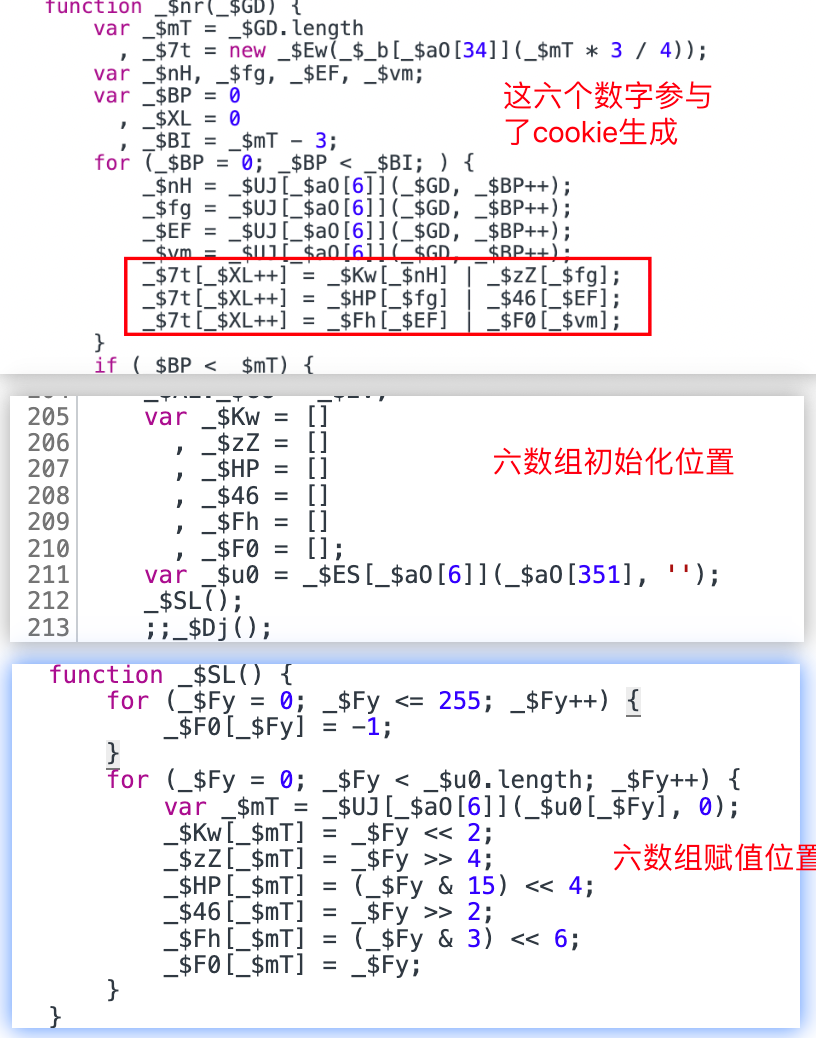 function _$nr(_$GD) {
var _$mT = _$GD.length
, _$7t = new _$Ew(_$_b[_$aO[34]](_$mT * 3 / 4));
var _$nH, _$fg, _$EF, _$vm;
var _$BP = 0
, _$XL = 0
, _$BI = _$mT - 3;
这六个数字参与
了cookie生成
for (_$BP = 0; _$BP < _$BI; ) {
_$nH = _$UJ[_$aO[6]](_$GD, _$BP++);
_$fg = _$UJ[_$aO[6]](_$GD, _$BP++);
_$EF = _$UJ[_$aO[6]](_$GD, _$BP++);
_$vm = _$UJ[_$aO[6]](_$GD, _$BP++);
_$7t[_$XL++] = _$Kw[_$nH] | _$zZ[_$fg];
_$7t[_$XL++] = _$HP[_$fg] | _$46[_$EF];
_$7t[_$XL++] = _$Fh[_$EF] | _$F0[_$vm];
}
if (_$BP < _$mT) {
205 var _$Kw = []
206 , _$zZ = []
207 , _$HP = []
208 , _$46 = []
209 , _$Fh = []
210 , _$F0 = [];
六数组初始化位置
211 var _$u0 = _$ES[_$aO[6]](_$aO[351], '');
212 _$SL();
213 ;;_$Dj();
function _$SL() {
for (_$Fy = 0; _$Fy <= 255; _$Fy++) {
_$F0[_$Fy] = -1;
}
for (_$Fy = 0; _$Fy < _$u0.length; _$Fy++) {
var _$mT = _$UJ[_$aO[6]](_$u0[_$Fy], 0);
_$Kw[_$mT] = _$Fy << 2;
_$zZ[_$mT] = _$Fy >> 4;
_$HP[_$mT] = (_$Fy & 15) << 4;
_$46[_$mT] = _$Fy >> 2;
_$Fh[_$mT] = (_$Fy & 3) << 6;
_$F0[_$mT] = _$Fy;
六数组赋值位置
}
}